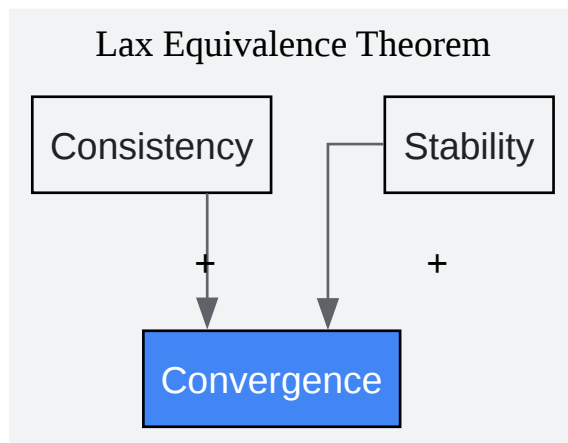 Lax Equivalence Theorem
Consistency
Stability
+
+
Convergence